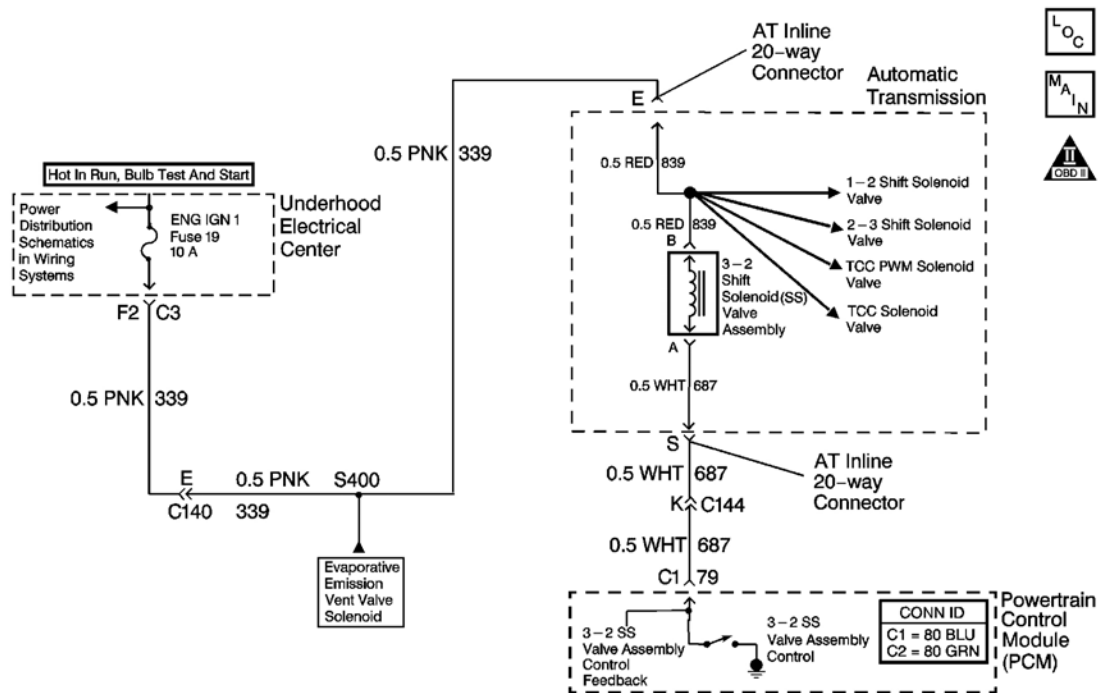 AT Inline
20-way
Connector
L
O
C
M
A
I
N
II
OBD II
Automatic
Transmission
E
0.5 PNK 339
0.5 RED 839
Hot In Run, Bulb Test And Start
Power
Distribution
Schematics
in Wiring
Systems
ENG IGN 1
Fuse 19
10 A
Underhood
Electrical
Center
F2 C3
0.5 PNK 339
1-2 Shift Solenoid
Valve
2-3 Shift Solenoid
Valve
TCC PWM Solenoid
Valve
TCC Solenoid
Valve
0.5 RED 839
B
3-2
Shift
Solenoid(SS)
Valve
Assembly
A
0.5 WHT 687
S
AT Inline
20-way
Connector
0.5 WHT 687
K C144
0.5 WHT 687
C1 79
E
C140
0.5 PNK
339
S400
Evaporative
Emission
Vent Valve
Solenoid
3-2 SS
Valve Assembly
Control
Feedback
3-2 SS
Valve Assembly
Control
CONN ID
C1 = 80 BLU
C2 = 80 GRN
Powertrain
Control
Module
(PCM)